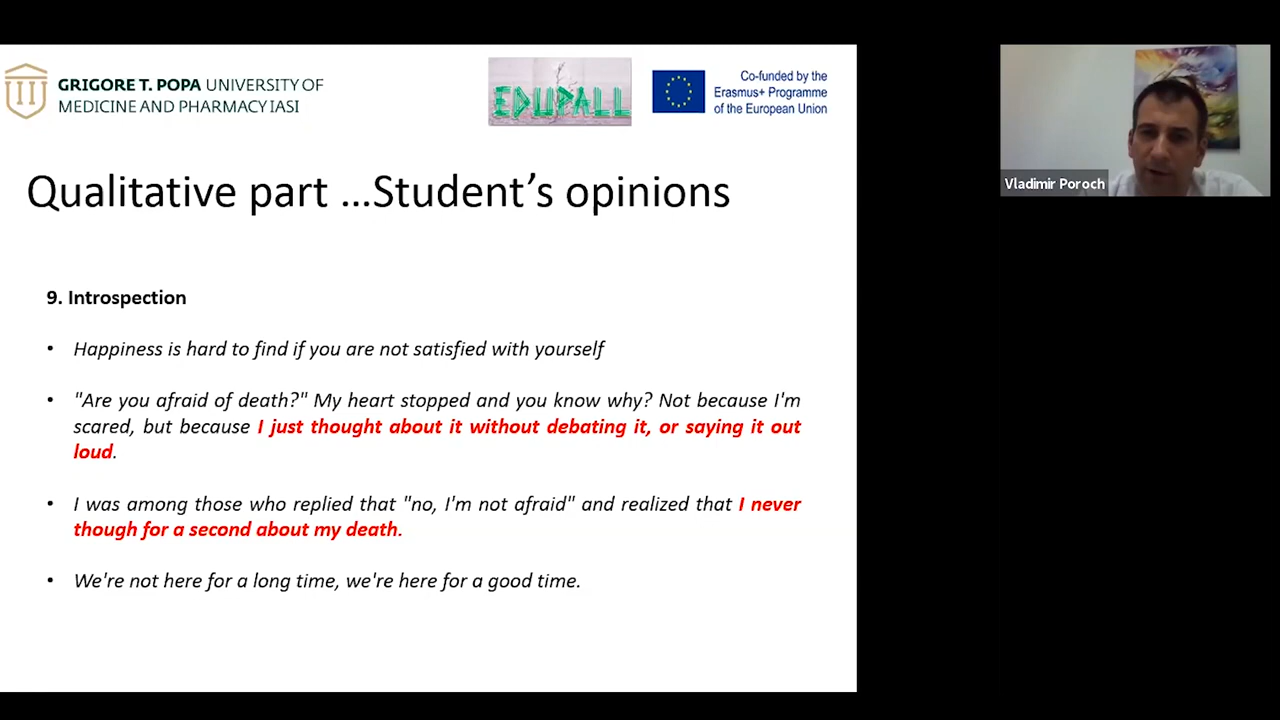 GRIGORE T. POPA UNIVERSITY OF
MEDICINE AND PHARMACY IASI
EDUPALL
Co-funded by the
Erasmus+ Programme
of the European Union
Vladimir Poroch
Qualitative part ...Student's opinions
9. Introspection
• Happiness is hard to find if you are not satisfied with yourself
• "Are you afraid of death?" My heart stopped and you know why? Not because I'm
scared, but because I just thought about it without debating it, or saying it out
loud.
• I was among those who replied that "no, I'm not afraid" and realized that I never
though for a second about my death.
• We're not here for a long time, we're here for a good time.